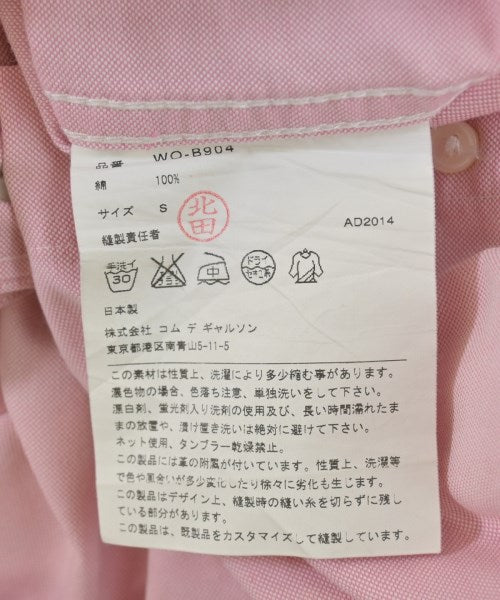 品番 WO-B904
綿 100%
サイズ S
北田
縫製責任者
AD2014
手洗イ 30
エンソサラシ
中
ドライ セキユ系
日本製
株式会社 コム デ ギャルソン
東京都港区南青山5-11-5
この素材は性質上、洗濯により多少縮む事があります。
濃色物の場合、色落ち注意、単独洗いをして下さい。
漂白剤、蛍光剤入り洗剤の使用及び、長い時間濡れたま
まの放置や、漬け置き洗いは絶対に避けて下さい。
ネット使用、タンブラー乾燥禁止。
この製品には革の附属が付いています。性質上、洗濯等
で色や風合いが多少変化したり徐々に劣化も生じます。
この製品はデザイン上、縫製時の縫い糸を切らずに残し
ている部分があります。
この製品は、既製品をカスタマイズして縫製しています。